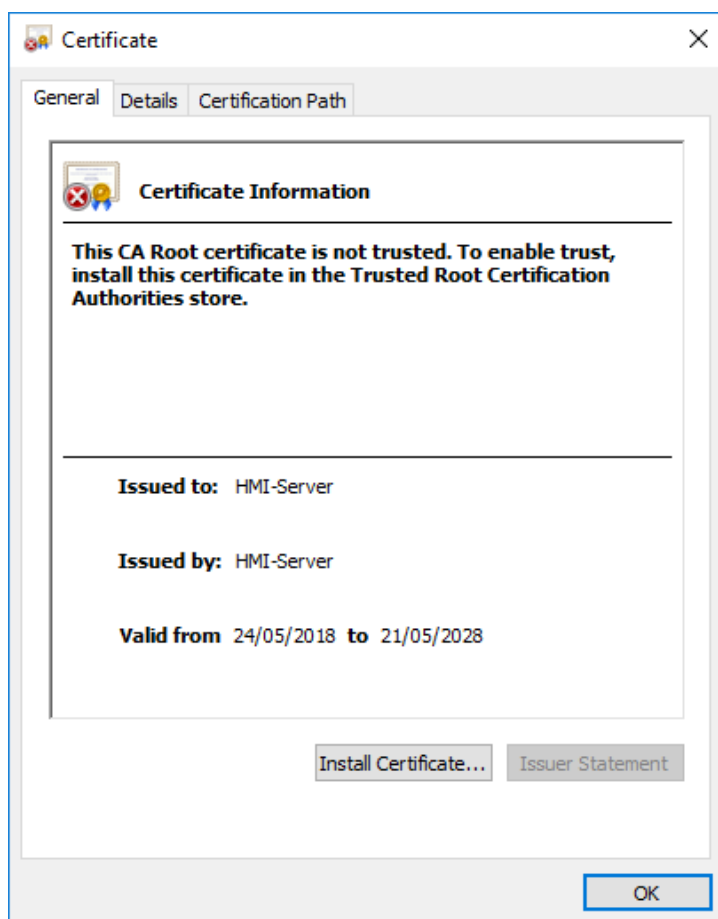 Certificate
General Details Certification Path
Certificate Information
This CA Root certificate is not trusted. To enable trust,
install this certificate in the Trusted Root Certification
Authorities store.
Issued to: HMI-Server
Issued by: HMI-Server
Valid from 24/05/2018 to 21/05/2028
Install Certificate... Issuer Statement
OK